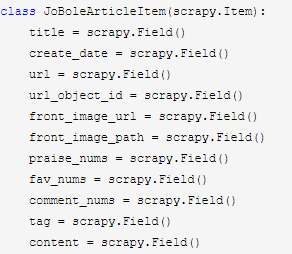 class JoBoleArticleItem(scrapy.Item):
    title = scrapy.Field()
    create_date = scrapy.Field()
    url = scrapy.Field()
    url_object_id = scrapy.Field()
    front_image_url = scrapy.Field()
    front_image_path = scrapy.Field()
    praise_nums = scrapy.Field()
    fav_nums = scrapy.Field()
    comment_nums = scrapy.Field()
    tag = scrapy.Field()
    content = scrapy.Field()